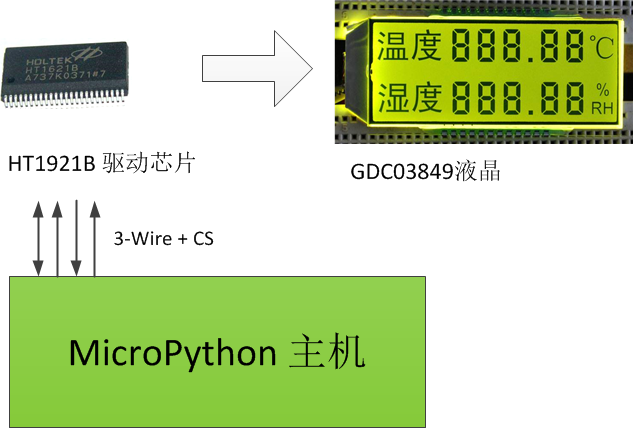 HOLTEK
HT1621B
A737K0371#7
温度 888.88 ℃
湿度 888.88 % RH
HT1921B 驱动芯片
GDC03849液晶
3-Wire + CS
MicroPython 主机